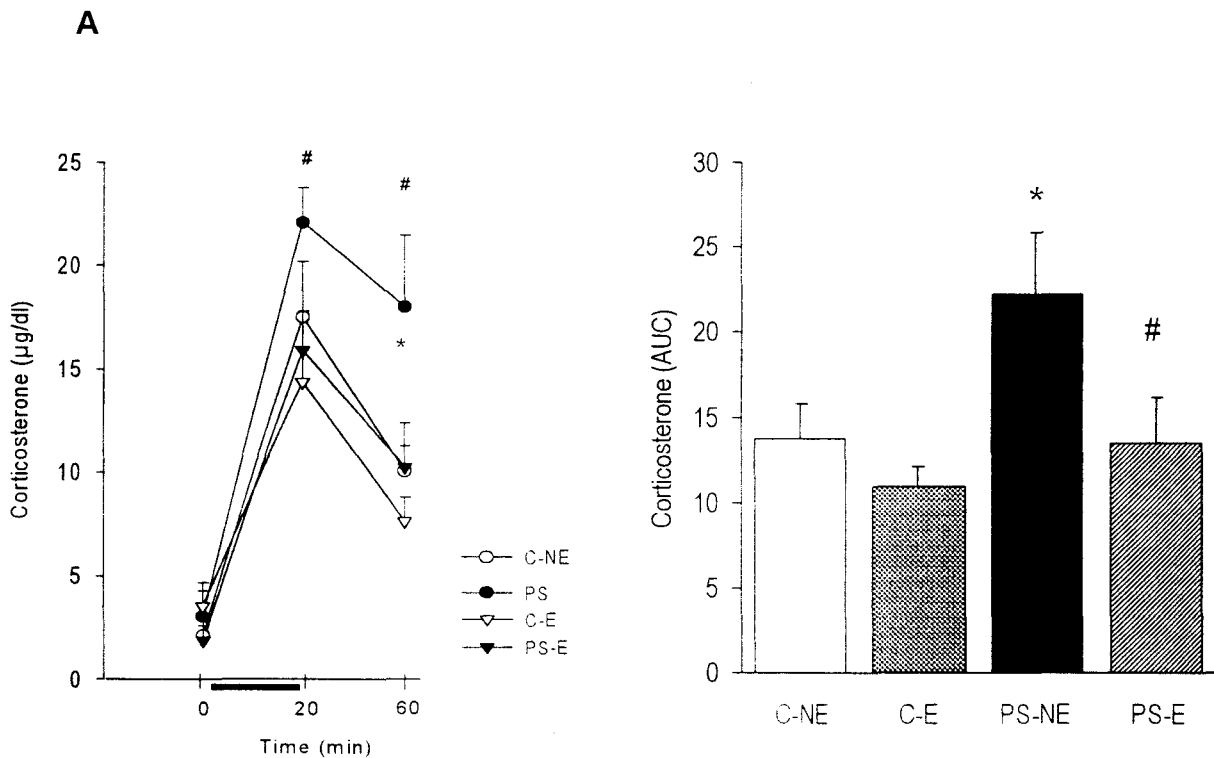 A
25
20
15
10
5
0
Corticosterone (µg/dl)
#
#
*
0
20
60
Time (min)
C-NE
PS
C-E
PS-E
30
25
20
15
10
5
0
Corticosterone (AUC)
*
#
C-NE
C-E
PS-NE
PS-E